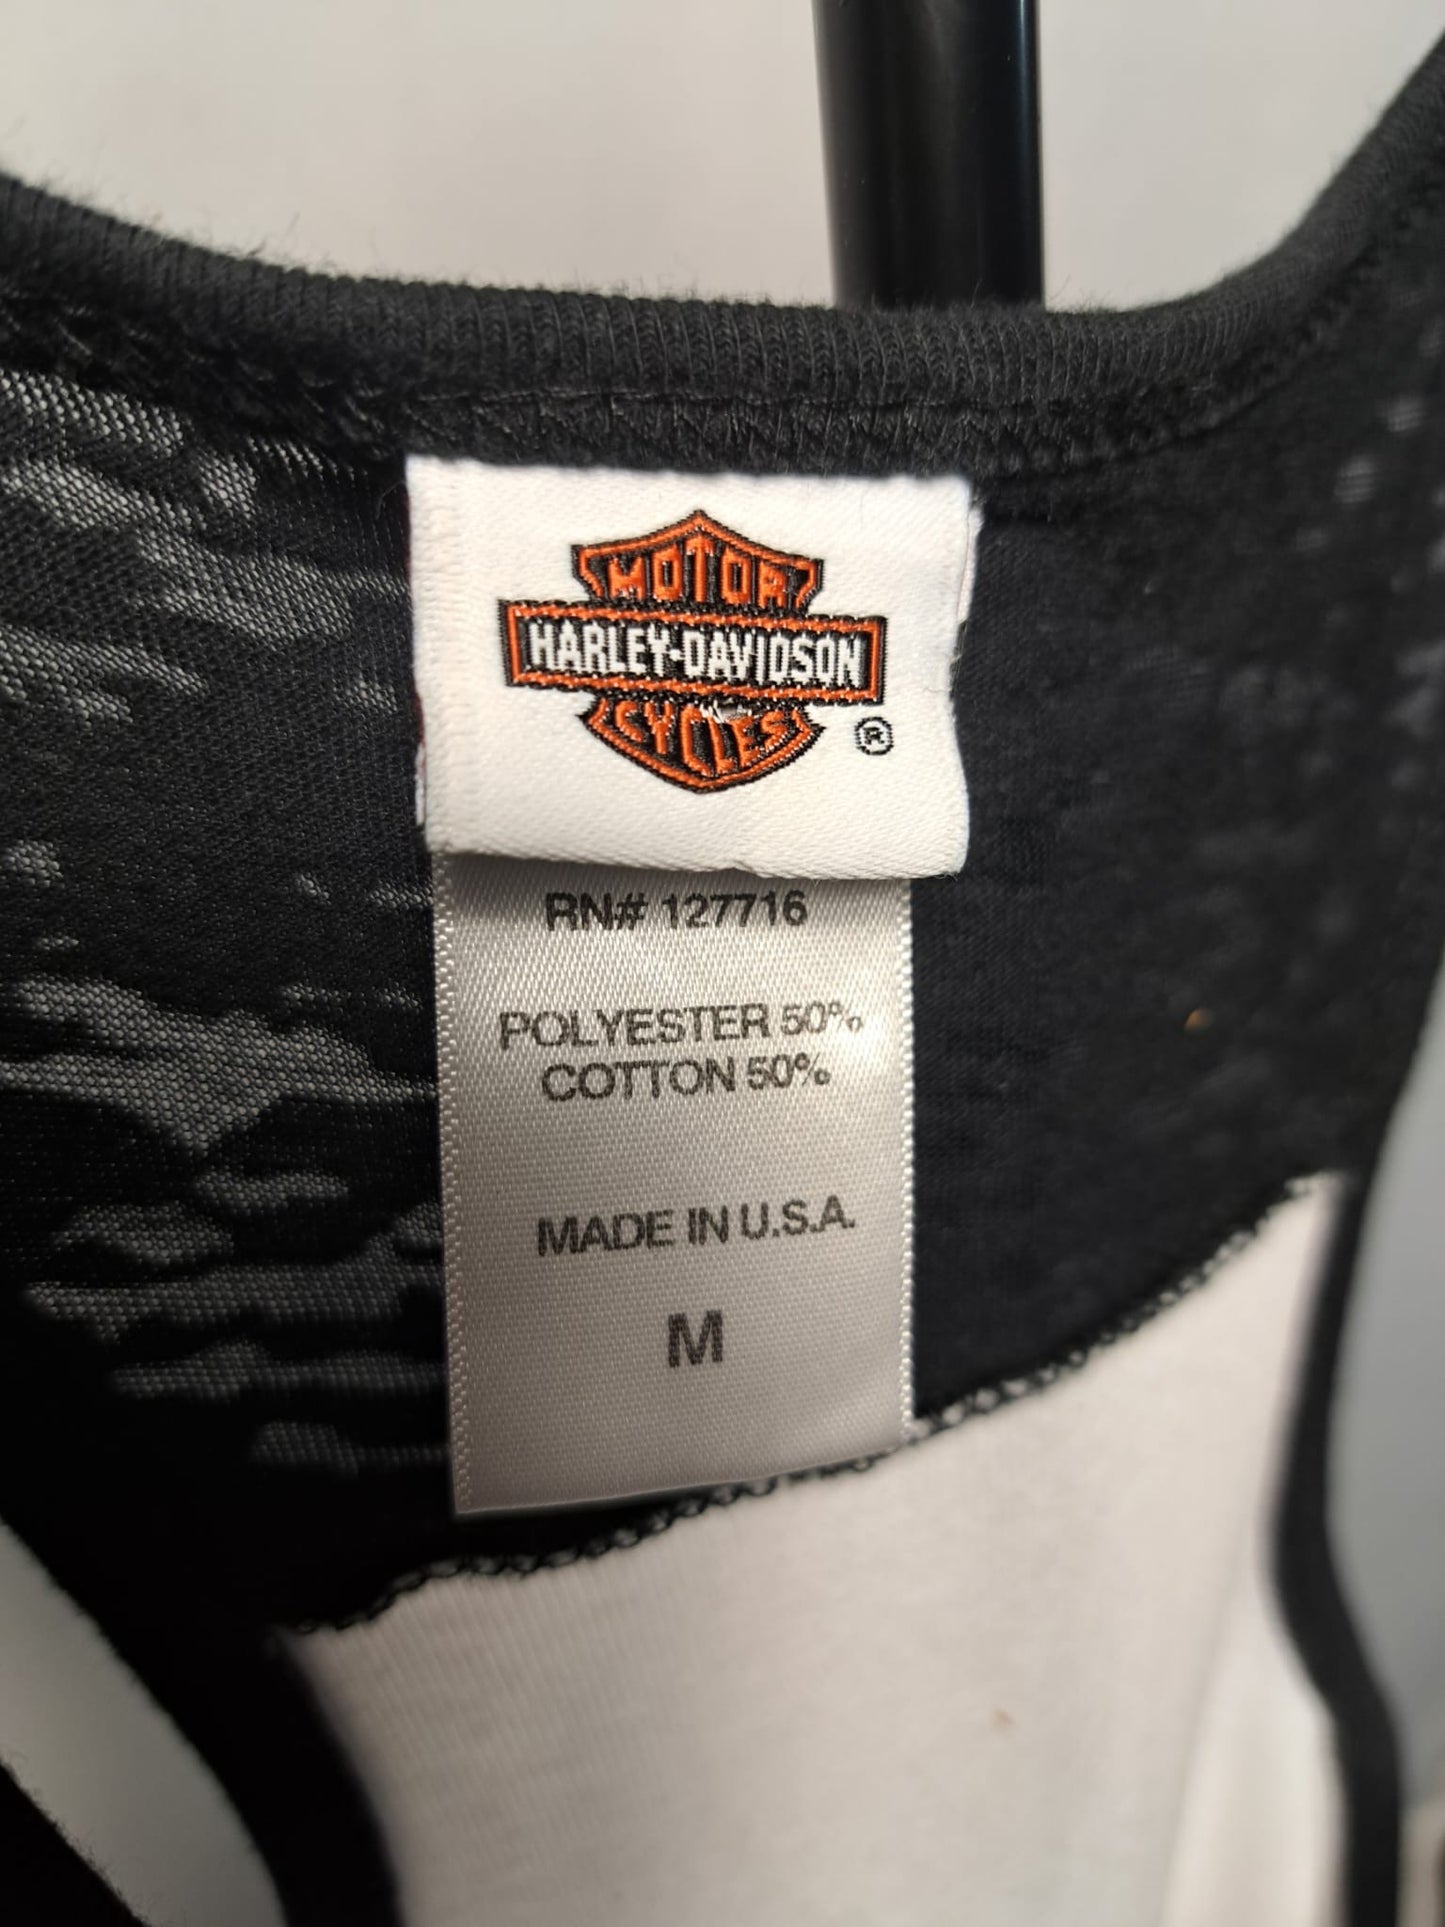 MOTOR
HARLEY-DAVIDSON
CYCLES
®
RN# 127716
POLYESTER 50%
COTTON 50%
MADE IN U.S.A.
M